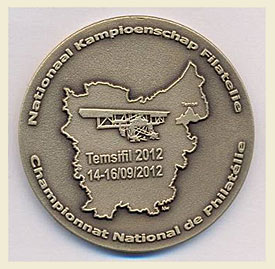 Nationaal Kampioenschap Filatelie
Temsifil 2012
14-16/09/2012
Championnat National de Philatélie